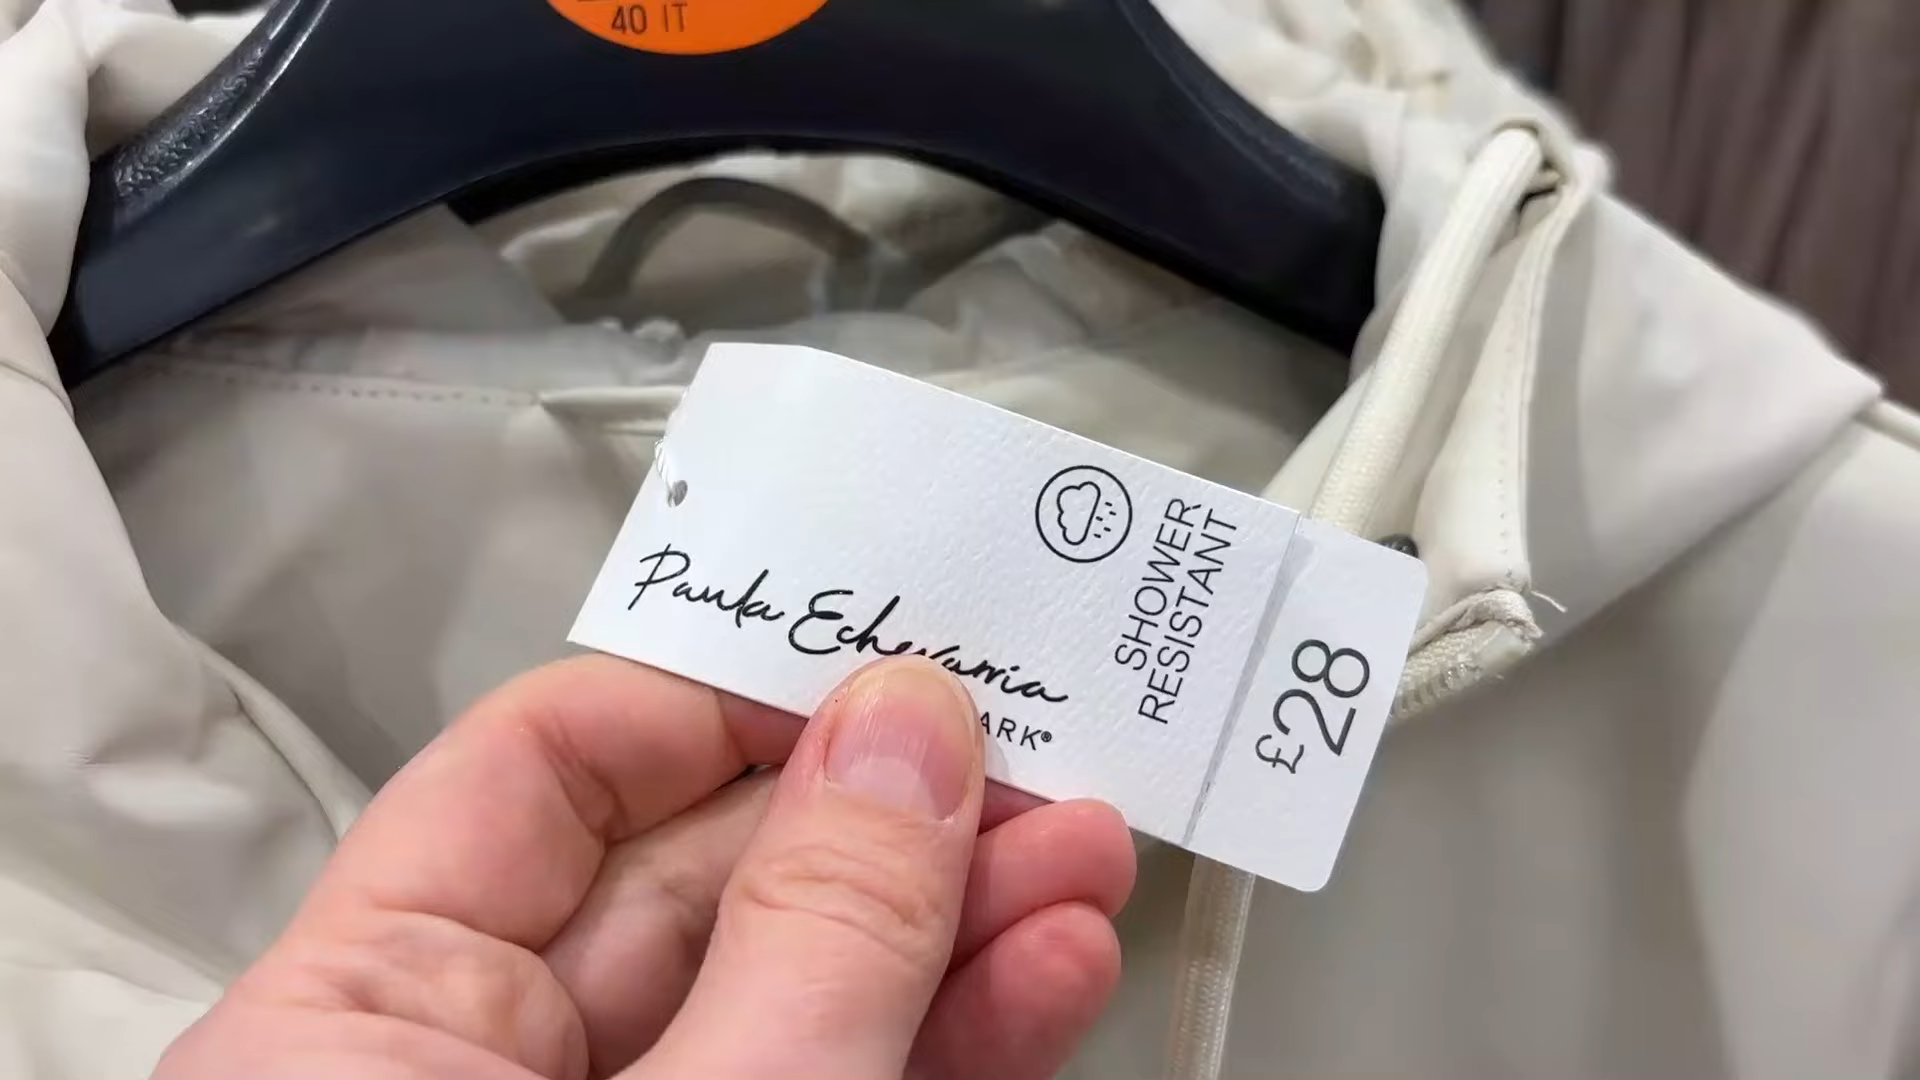 40 IT
Paula Echevarria
ARK®
SHOWER
RESISTANT
£28